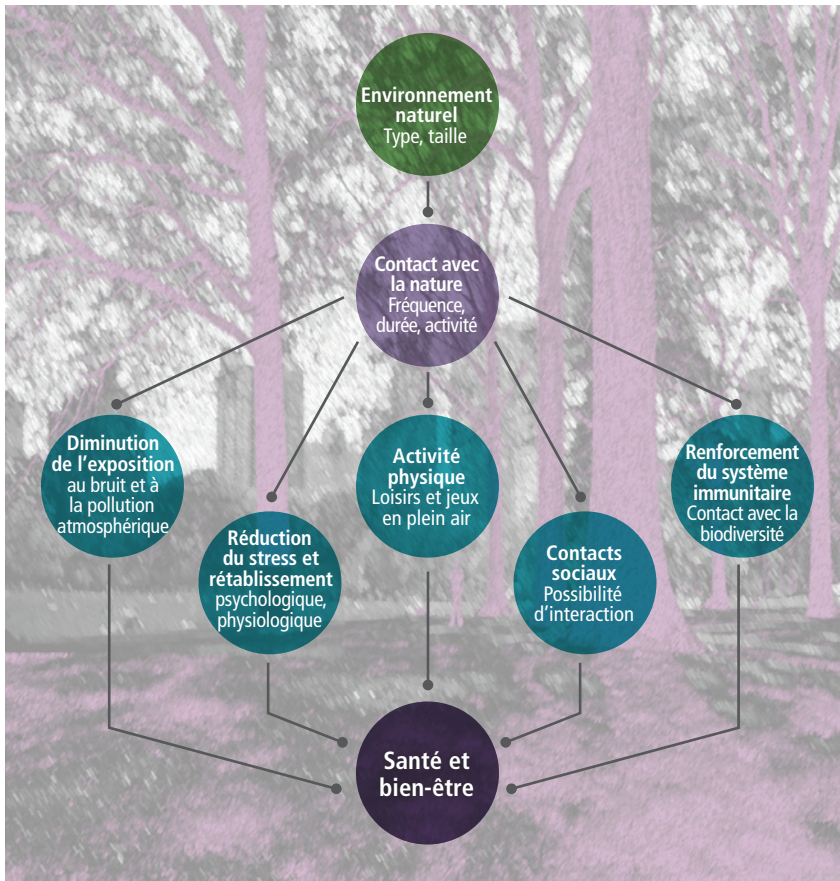 Environnement
naturel
Type, taille
Contact avec
la nature
Fréquence,
durée, activité
Diminution
de l'exposition
au bruit et à
la pollution
atmosphérique
Réduction
du stress et
rétablissement
psychologique,
physiologique
Activité
physique
Loisirs et jeux
en plein air
Contacts
sociaux
Possibilité
d'interaction
Renforcement
du système
immunitaire
Contact avec la
biodiversité
Santé et
bien-être